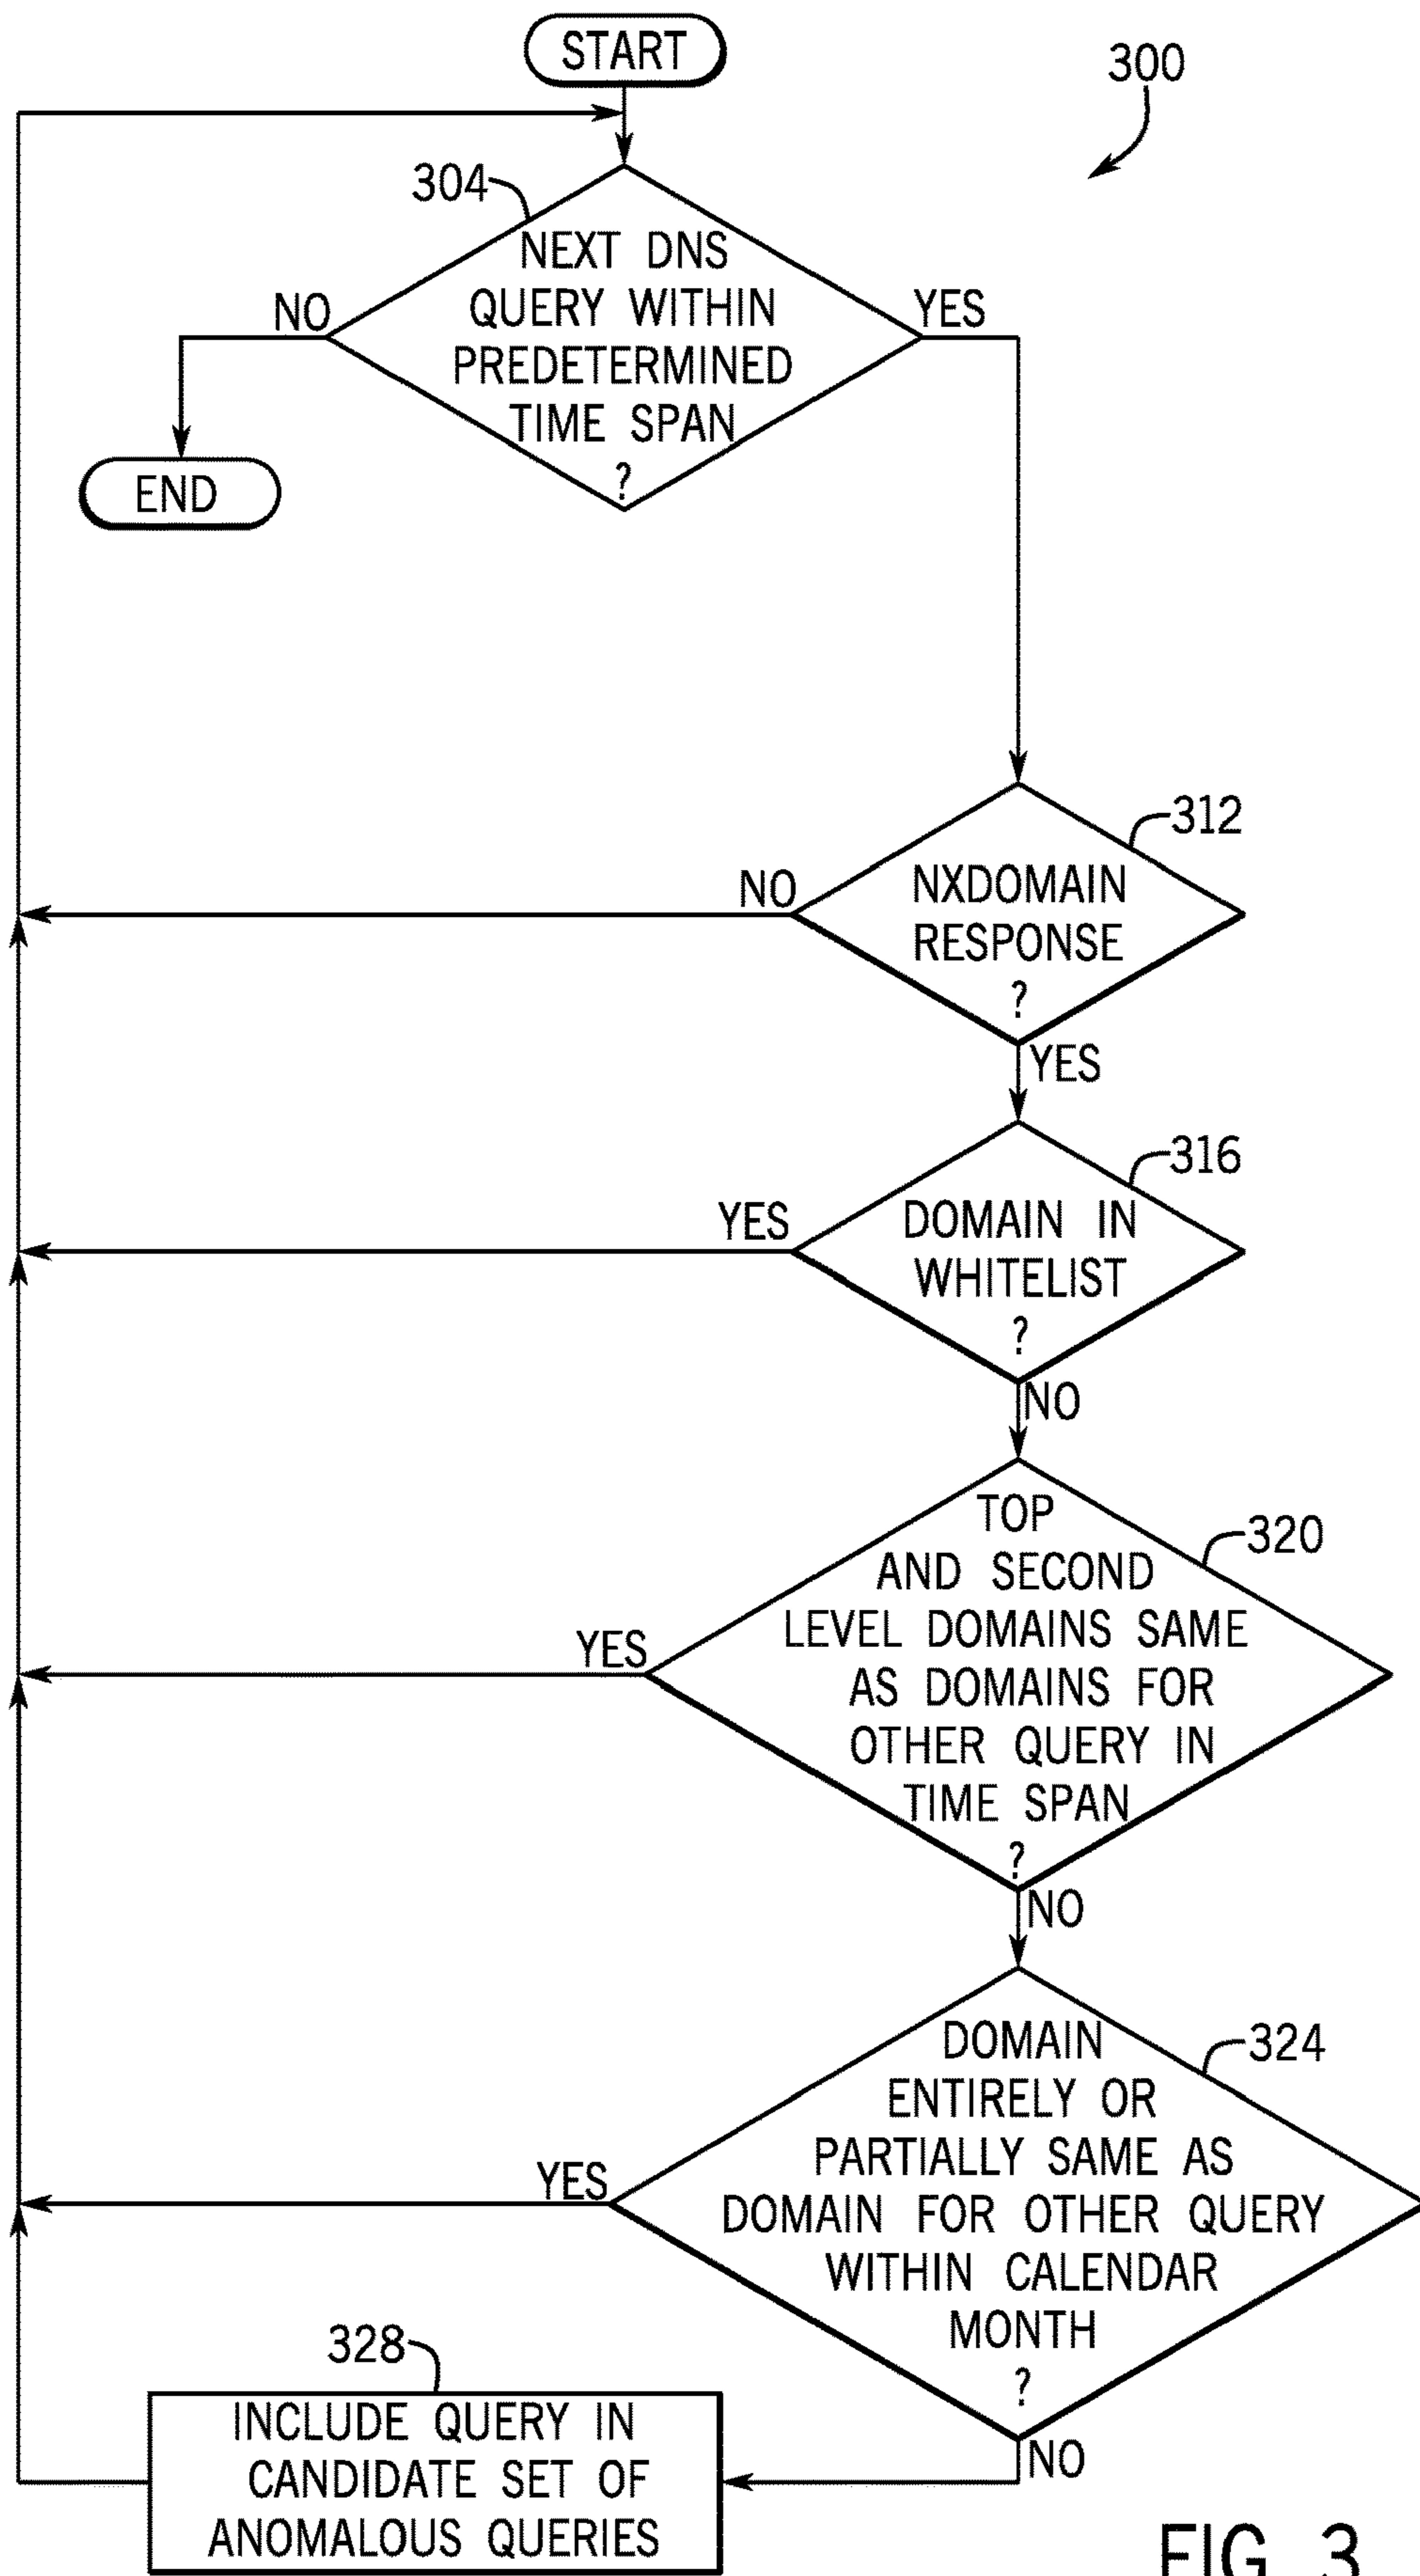 START
300
304
NEXT DNS
QUERY WITHIN
PREDETERMINED
TIME SPAN
?
NO
YES
END
312
NXDOMAIN
RESPONSE
?
NO
YES
316
DOMAIN IN
WHITELIST
?
YES
NO
320
TOP
AND SECOND
LEVEL DOMAINS SAME
AS DOMAINS FOR
OTHER QUERY IN
TIME SPAN
?
YES
NO
324
DOMAIN
ENTIRELY OR
PARTIALLY SAME AS
DOMAIN FOR OTHER QUERY
WITHIN CALENDAR
MONTH
?
YES
NO
328
INCLUDE QUERY IN
CANDIDATE SET OF
ANOMALOUS QUERIES
FIG. 3